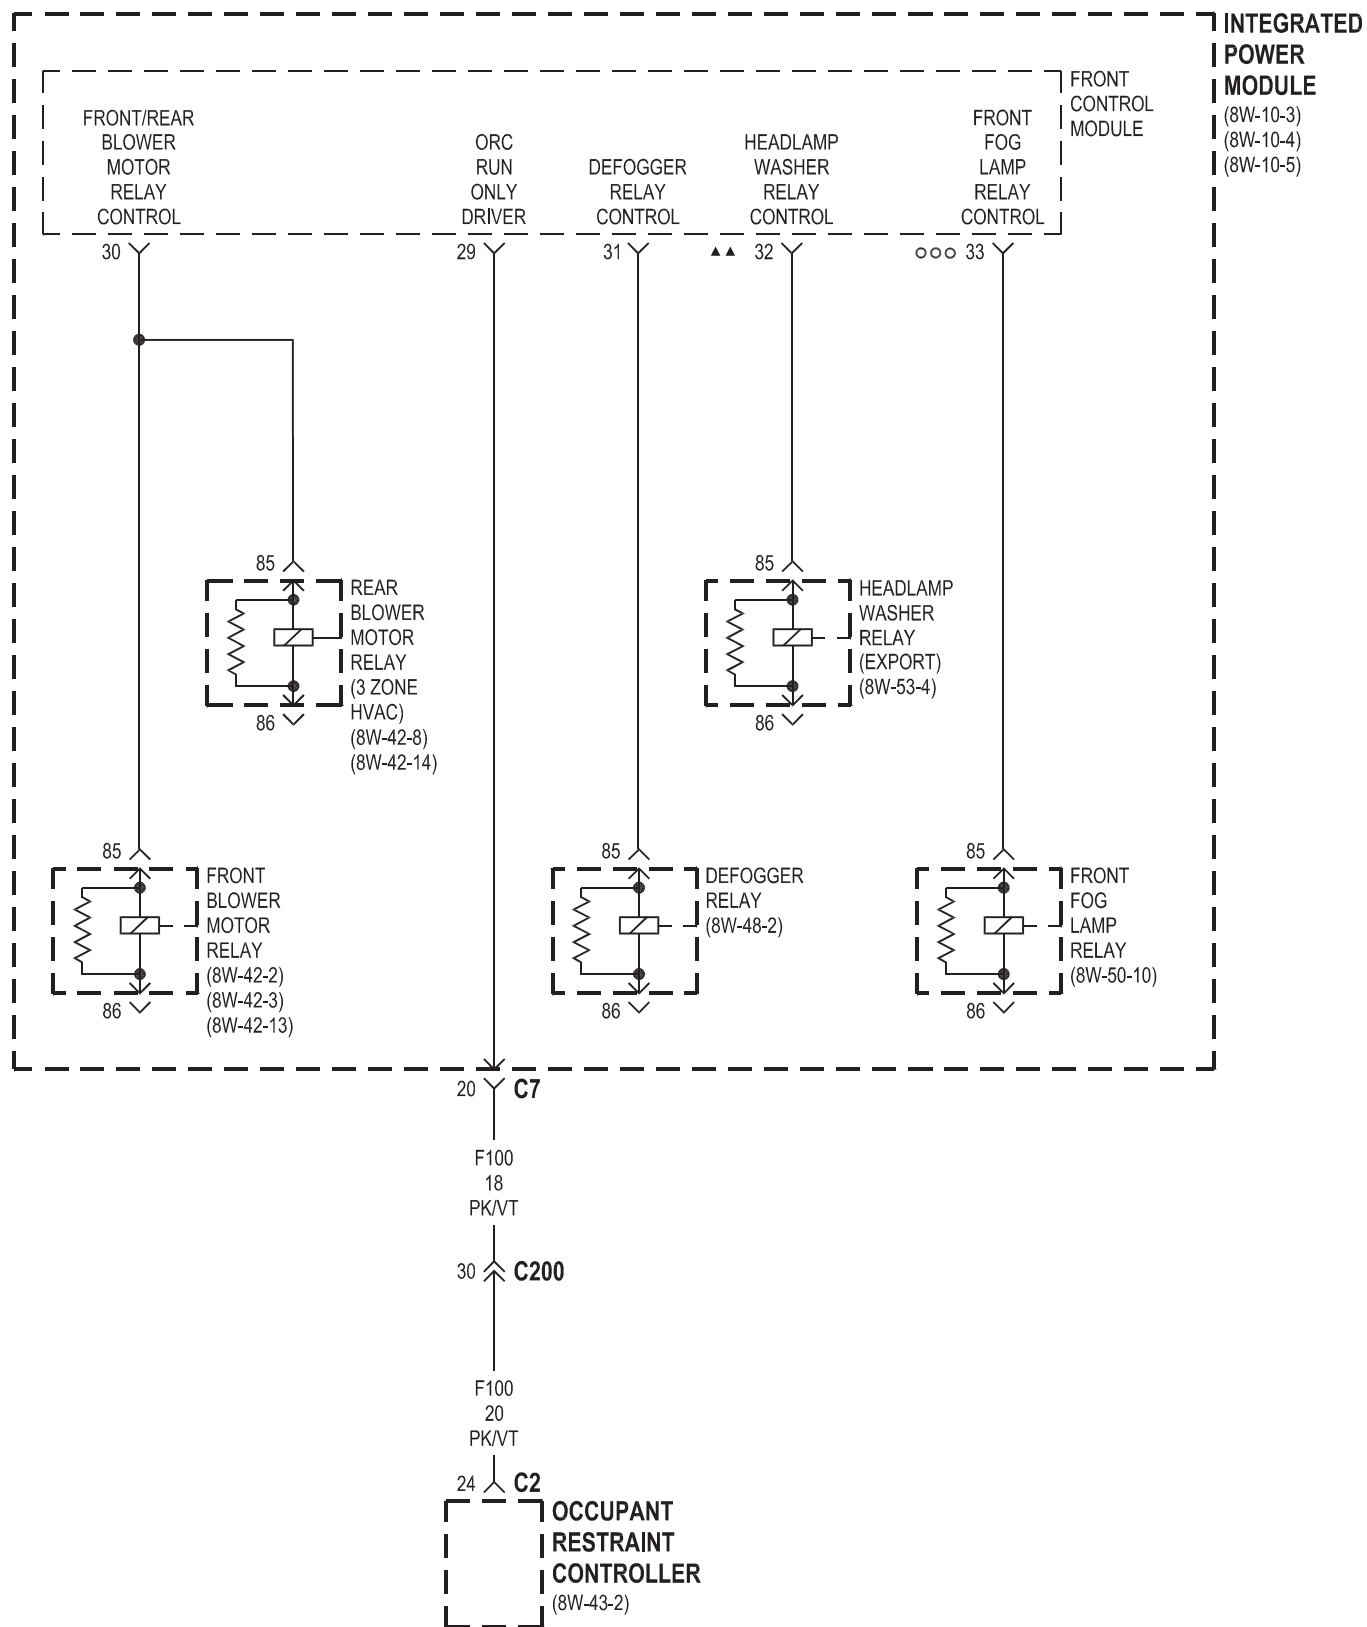 INTEGRATED
POWER
MODULE
(8W-10-3)
(8W-10-4)
(8W-10-5)
FRONT
CONTROL
MODULE
FRONT/REAR
BLOWER
MOTOR
RELAY
CONTROL
ORC
RUN
ONLY
DRIVER
DEFOGGER
RELAY
CONTROL
HEADLAMP
WASHER
RELAY
CONTROL
FRONT
FOG
LAMP
RELAY
CONTROL
30
29
31
32
33
85
REAR
BLOWER
MOTOR
RELAY
(3 ZONE
HVAC)
(8W-42-8)
(8W-42-14)
86
85
HEADLAMP
WASHER
RELAY
(EXPORT)
(8W-53-4)
86
85
FRONT
BLOWER
MOTOR
RELAY
(8W-42-2)
(8W-42-3)
(8W-42-13)
86
85
DEFOGGER
RELAY
(8W-48-2)
86
85
FRONT
FOG
LAMP
RELAY
(8W-50-10)
86
20 C7
F100
18
PK/VT
30 C200
F100
20
PK/VT
24 C2
OCCUPANT
RESTRAINT
CONTROLLER
(8W-43-2)